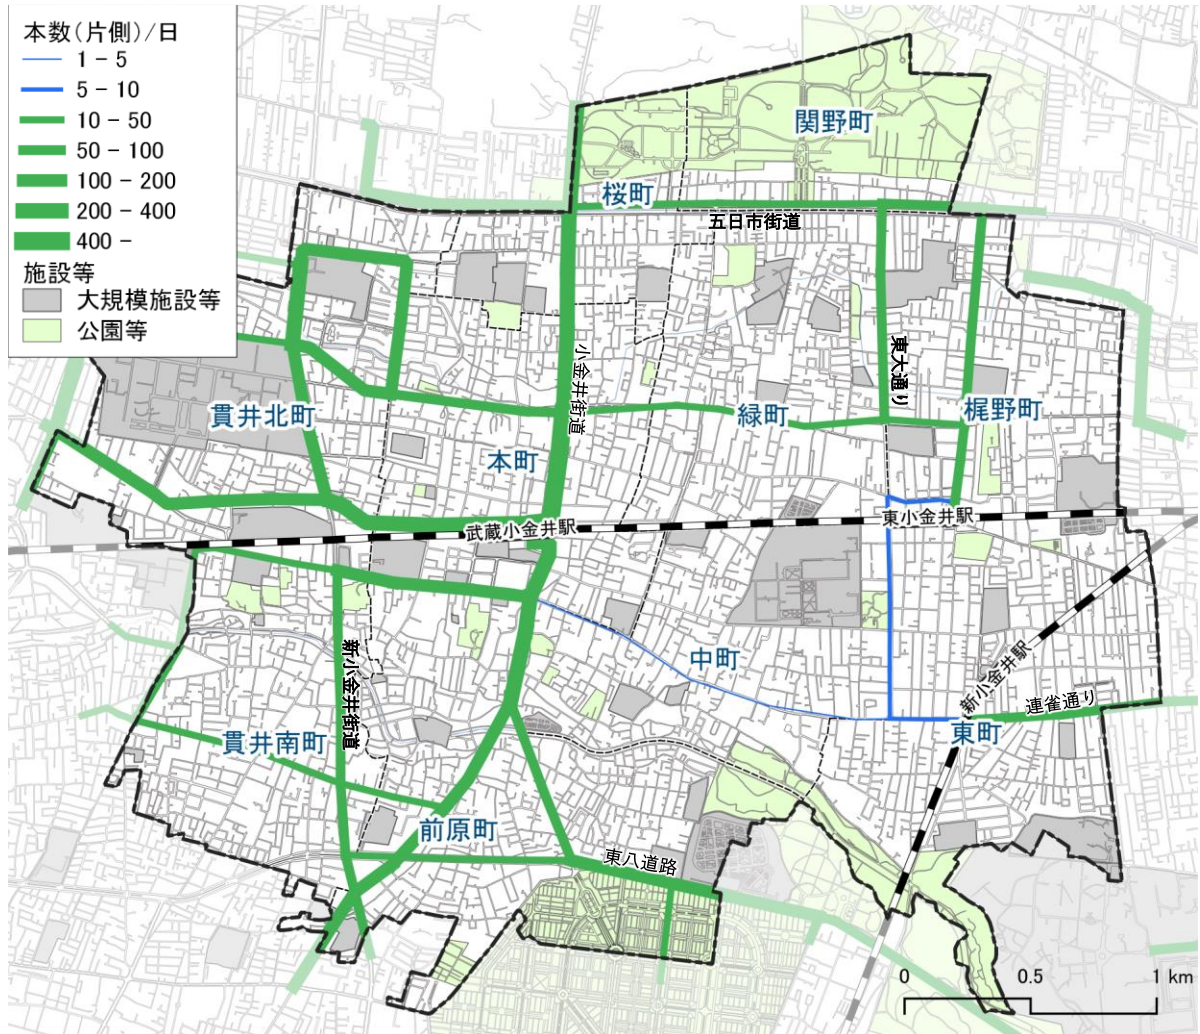 本数(片側)/日
1 - 5
5 - 10
10 - 50
50 - 100
100 - 200
200 - 400
400 -
施設等
大規模施設等
公園等
関野町
桜町
五日市街道
小金井街道
東大通り
貫井北町
緑町
梶野町
本町
武蔵小金井駅
東小金井駅
新小金井街道
中町
新小金井駅
連雀通り
東町
貫井南町
前原町
東八道路
0 0.5 1 km